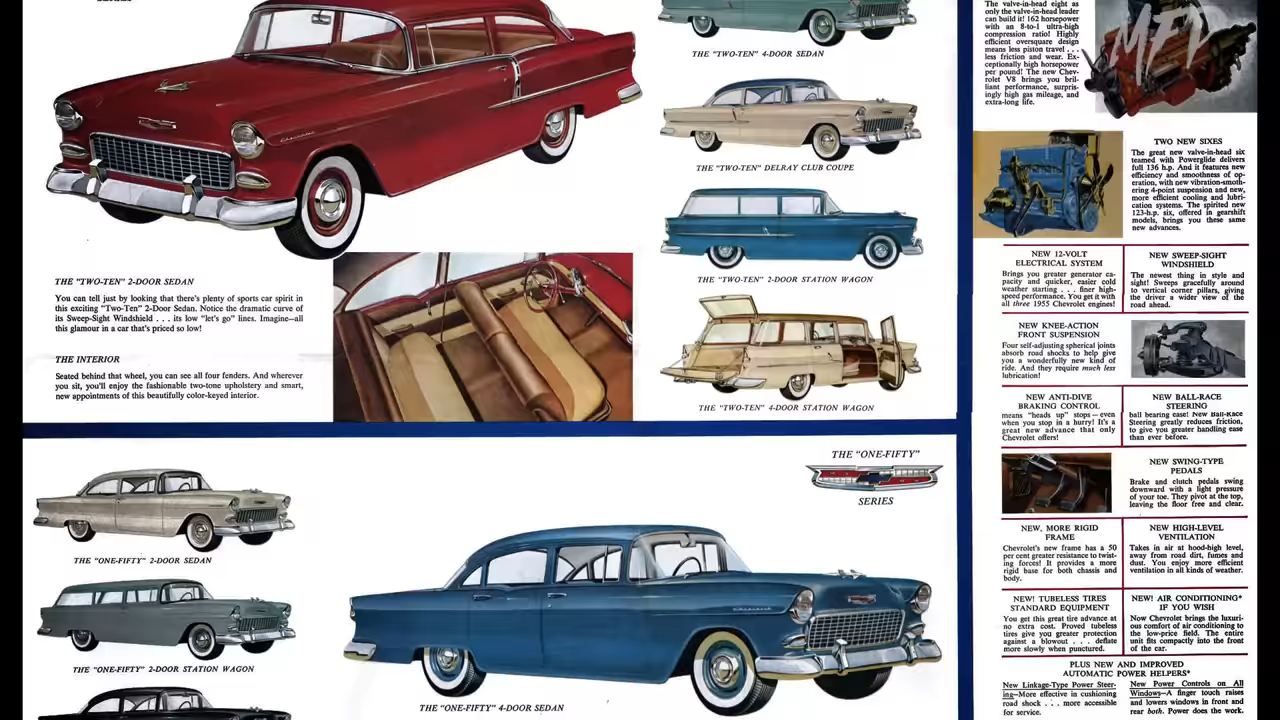 SERIES
THE "TWO-TEN" 2-DOOR SEDAN
You can tell just by looking that there's plenty of sports car spirit in
this exciting "Two-Ten" 2-Door Sedan. Notice the dramatic curve of
its Sweep-Sight Windshield . . . its low "let's go" lines. Imagine—all
this glamour in a car that's priced so low!
THE INTERIOR
Seated behind that wheel, you can see all four fenders. And wherever
you sit, you'll enjoy the fashionable two-tone upholstery and smart,
new appointments of this beautifully color-keyed interior.
THE "TWO-TEN" 4-DOOR SEDAN
THE "TWO-TEN" DELRAY CLUB COUPE
THE "TWO-TEN" 2-DOOR STATION WAGON
THE "TWO-TEN" 4-DOOR STATION WAGON
THE "ONE-FIFTY" 2-DOOR SEDAN
THE "ONE-FIFTY" 2-DOOR STATION WAGON
THE "ONE-FIFTY"
SERIES
Chevrolet
THE "ONE-FIFTY" 4-DOOR SEDAN
The valve-in-head eight as
only the valve-in-head leader
can build it! 162 horsepower
with an 8-to-1 ultra-high
compression ratio! Highly
efficient oversquare design
means less piston travel . . .
less friction and wear. Ex-
ceptionally high horsepower
per pound! The new Chev-
rolet V8 brings you bril-
liant performance, surpris-
ingly high gas mileage, and
extra-long life.
TWO NEW SIXES
The great new valve-in-head six
teamed with Powerglide delivers
full 136 h.p. And it features new
efficiency and smoothness of op-
eration, with new vibration-smoth-
ering 4-point suspension and new,
more efficient cooling and lubri-
cation systems. The spirited new
123-h.p. six, offered in gearshift
models, brings you these same
new advances.
NEW 12-VOLT
ELECTRICAL SYSTEM
Brings you greater generator ca-
pacity and quicker, easier cold
weather starting . . . finer high-
speed performance. You get it with
all three 1955 Chevrolet engines!
NEW SWEEP-SIGHT
WINDSHIELD
The newest thing in style and
sight! Sweeps gracefully around
to vertical corner pillars, giving
the driver a wider view of the
road ahead.
NEW KNEE-ACTION
FRONT SUSPENSION
Four self-adjusting spherical joints
absorb road shocks to help give
you a wonderfully new kind of
ride. And they require much less
lubrication!
NEW ANTI-DIVE
BRAKING CONTROL
means "heads up" stops—even
when you stop in a hurry! It's a
great new advance that only
Chevrolet offers!
NEW BALL-RACE
STEERING
ball bearing ease! New Ball-Race
Steering greatly reduces friction,
to give you greater handling ease
than ever before.
NEW SWING-TYPE
PEDALS
Brake and clutch pedals swing
downward with a light pressure
of your toe. They pivot at the top,
leaving the floor free and clear.
NEW, MORE RIGID
FRAME
Chevrolet's new frame has a 50
per cent greater resistance to twist-
ing forces! It provides a more
rigid base for both chassis and
body.
NEW HIGH-LEVEL
VENTILATION
Takes in air at hood-high level,
away from road dirt, fumes and
dust. You enjoy more efficient
ventilation in all kinds of weather.
NEW! TUBELESS TIRES
STANDARD EQUIPMENT
You get this great tire advance at
no extra cost. Proved tubeless
tires give you greater protection
against a blowout . . . deflate
more slowly when punctured.
NEW! AIR CONDITIONING*
IF YOU WISH
Now Chevrolet brings the luxuri-
ous comfort of air conditioning to
the low-price field. The entire
unit fits compactly into the front
of the car.
PLUS NEW AND IMPROVED
AUTOMATIC POWER HELPERS*
New Linkage-Type Power Steer-
ing—More effective in cushioning
road shock . . . more accessible
for service.
New Power Controls on All
Windows—A finger touch raises
and lowers windows in front and
rear both. Power does the work.